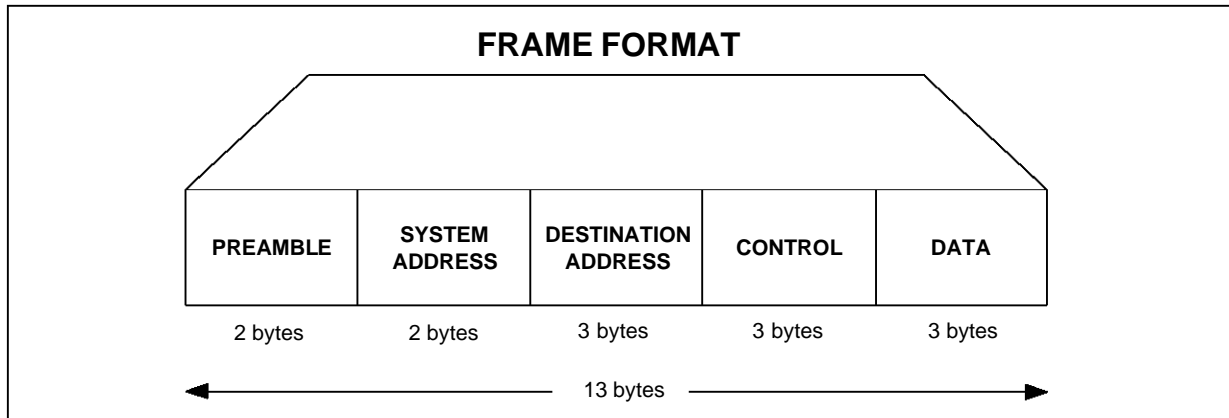 FRAME FORMAT
PREAMBLE
SYSTEM
ADDRESS
DESTINATION
ADDRESS
CONTROL
DATA
2 bytes
2 bytes
3 bytes
3 bytes
3 bytes
13 bytes